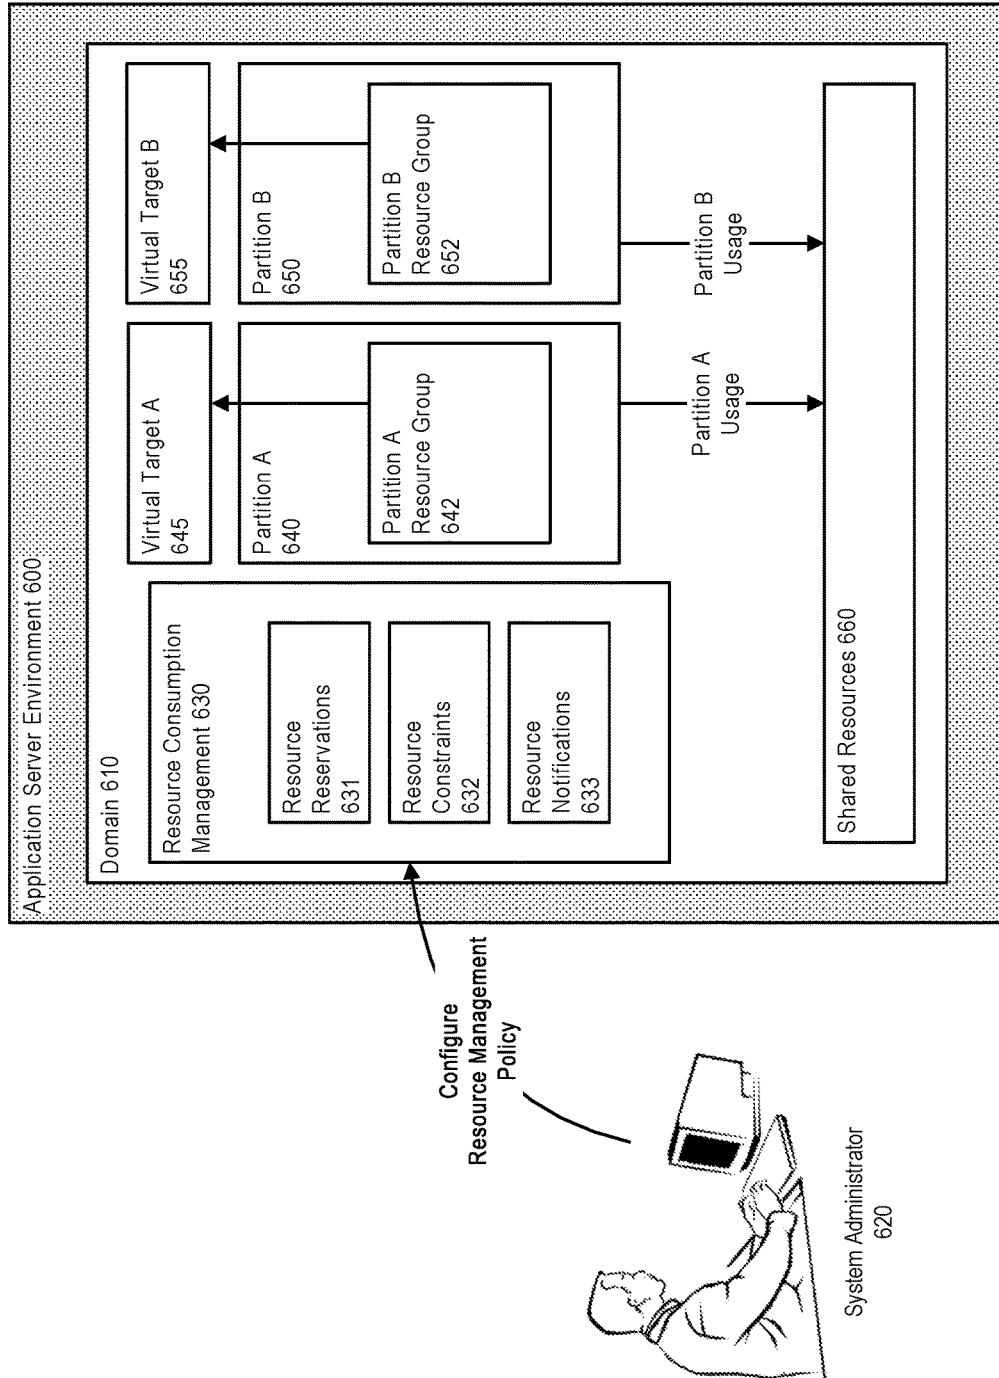 Application Server Environment 600
Domain 610
Resource Consumption
Management 630
Resource
Reservations
631
Resource
Constraints
632
Resource
Notifications
633
Virtual Target A
645
Partition A
640
Partition A
Resource Group
642
Virtual Target B
655
Partition B
650
Partition B
Resource Group
652
Partition A
Usage
Partition B
Usage
Shared Resources 660
Configure
Resource Management
Policy
System Administrator
620